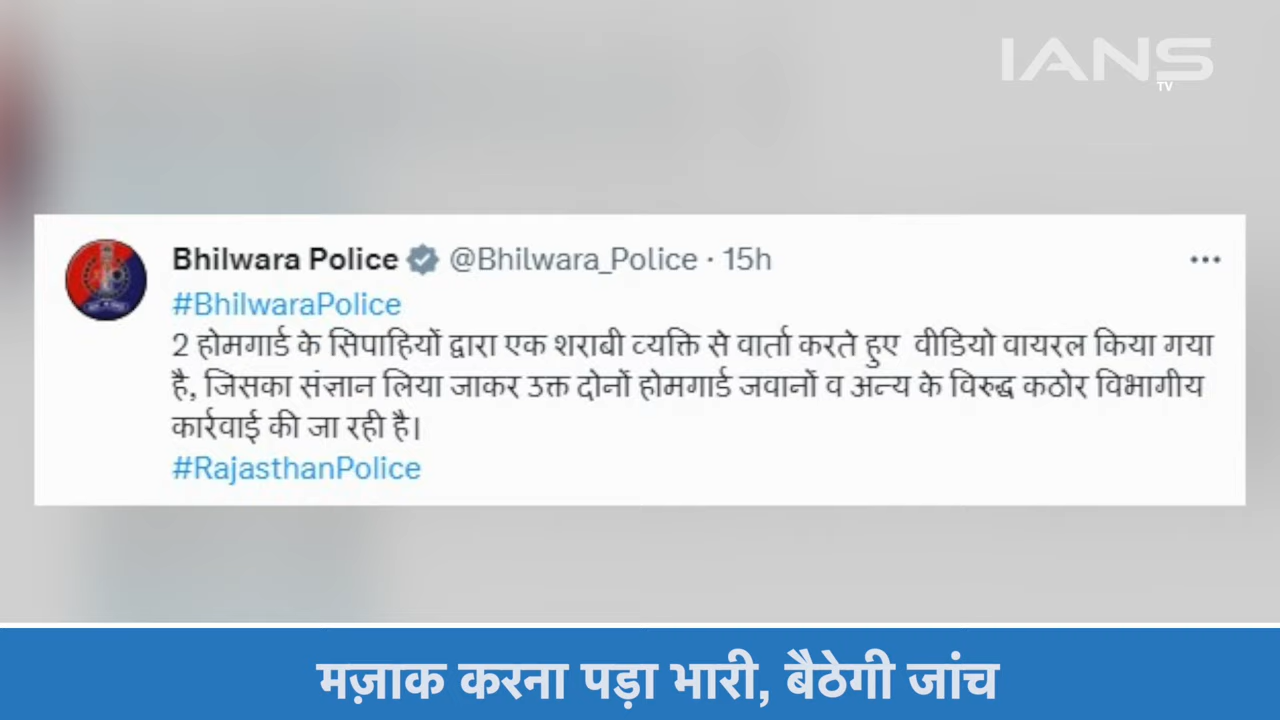 IANS
TV
Bhilwara Police @Bhilwara_Police · 15h
#BhilwaraPolice
2 होमगार्ड के सिपाहियों द्वारा एक शराबी व्यक्ति से वार्ता करते हुए वीडियो वायरल किया गया
है, जिसका संज्ञान लिया जाकर उक्त दोनों होमगार्ड जवानों व अन्य के विरुद्ध कठोर विभागीय
कार्रवाई की जा रही है।
#RajasthanPolice
मज़ाक करना पड़ा भारी, बैठेगी जांच